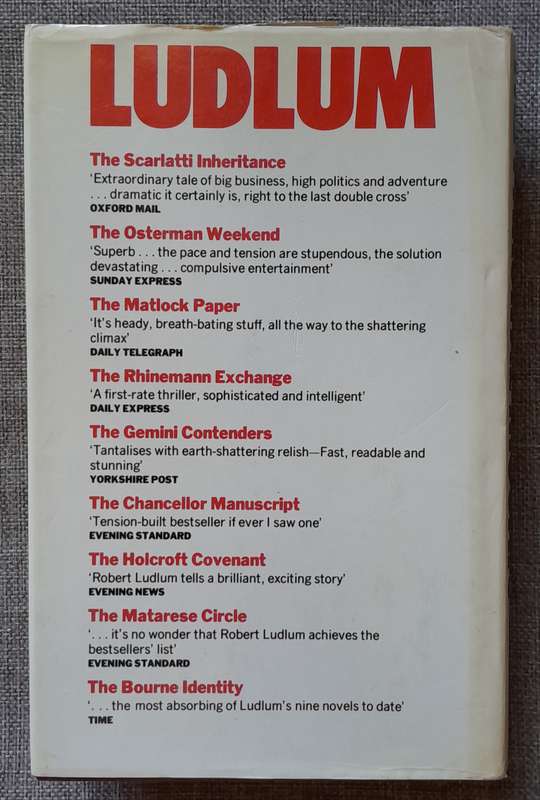 LUDLUM
The Scarlatti Inheritance
'Extraordinary tale of big business, high politics and adventure
. . . dramatic it certainly is, right to the last double cross'
OXFORD MAIL
The Osterman Weekend
'Superb . . . the pace and tension are stupendous, the solution
devastating . . . compulsive entertainment'
SUNDAY EXPRESS
The Matlock Paper
'It's heady, breath-bating stuff, all the way to the shattering
climax'
DAILY TELEGRAPH
The Rhinemann Exchange
'A first-rate thriller, sophisticated and intelligent'
DAILY EXPRESS
The Gemini Contenders
'Tantalises with earth-shattering relish—Fast, readable and
stunning'
YORKSHIRE POST
The Chancellor Manuscript
'Tension-built bestseller if ever I saw one'
EVENING STANDARD
The Holcroft Covenant
'Robert Ludlum tells a brilliant, exciting story'
EVENING NEWS
The Matarese Circle
'. . . it's no wonder that Robert Ludlum achieves the
bestsellers' list'
EVENING STANDARD
The Bourne Identity
'. . . the most absorbing of Ludlum's nine novels to date'
TIME